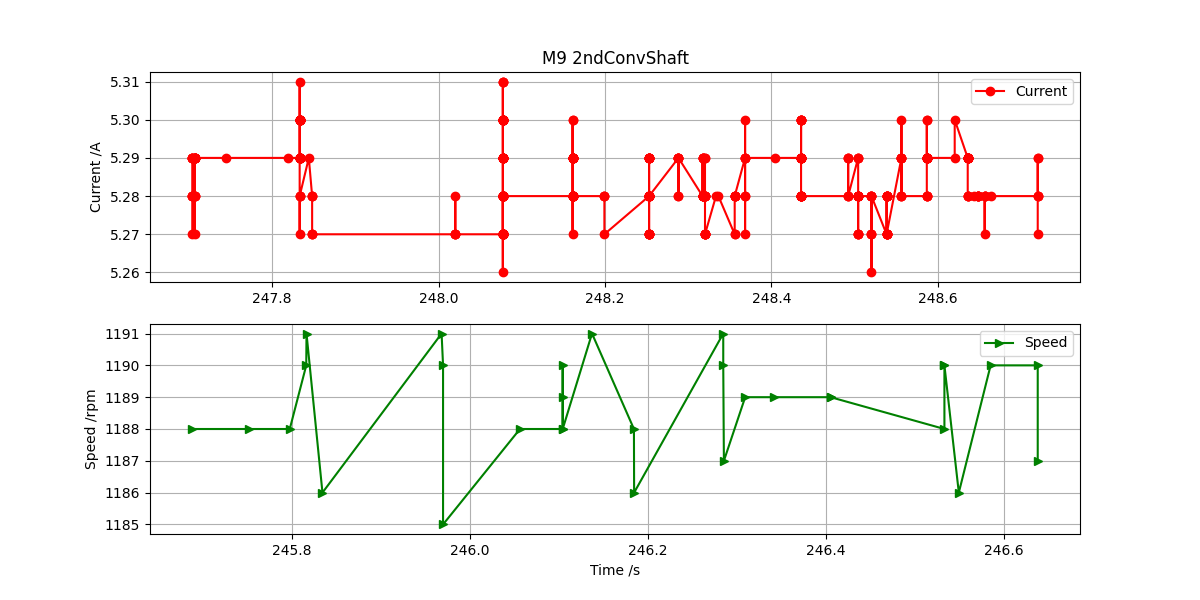 M9 2ndConvShaft
Current /A
5.31
5.30
5.29
5.28
5.27
5.26
Current
247.8 248.0 248.2 248.4 248.6
Speed /rpm
1191
1190
1189
1188
1187
1186
1185
Speed
245.8 246.0 246.2 246.4 246.6
Time /s